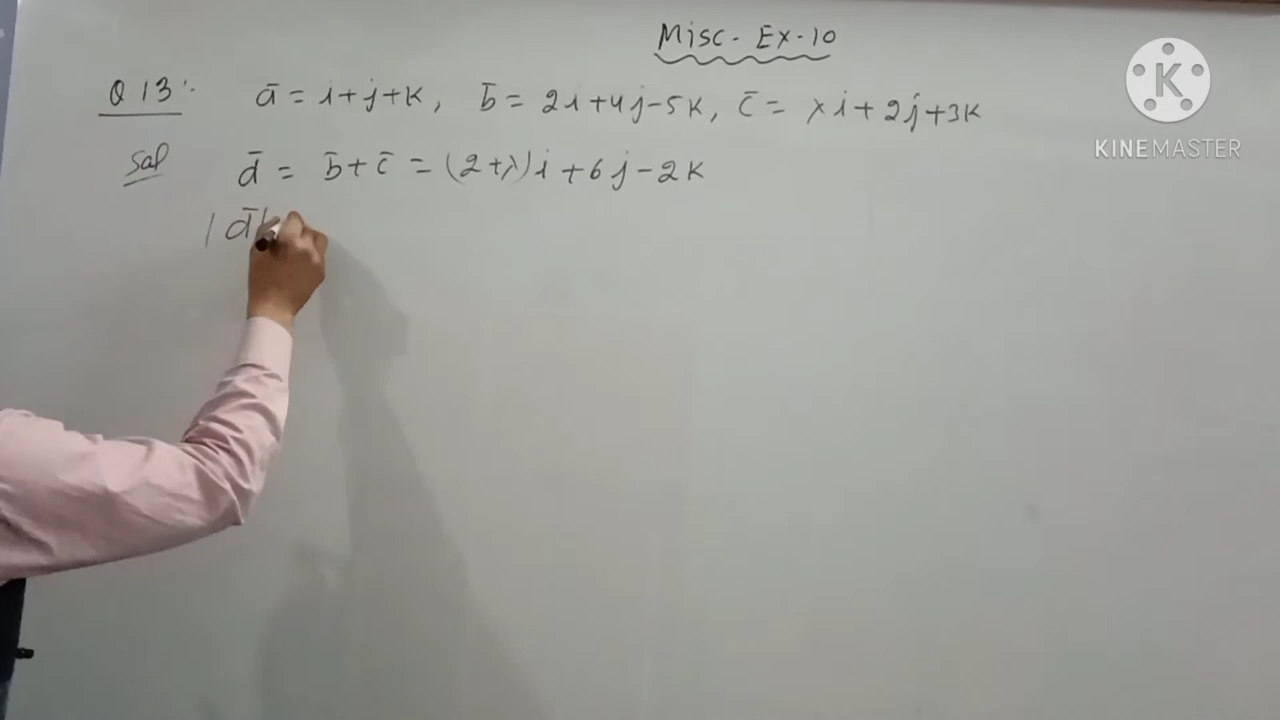 Misc. Ex-10
Q 13:- ā = i+j+k, b̄ = 2i+4j-5k, c̄ = λi+2j+3k
Sol d̄ = b̄+c̄ = (2+λ)i+6j-2k
|d̄|
K
KINEMASTER